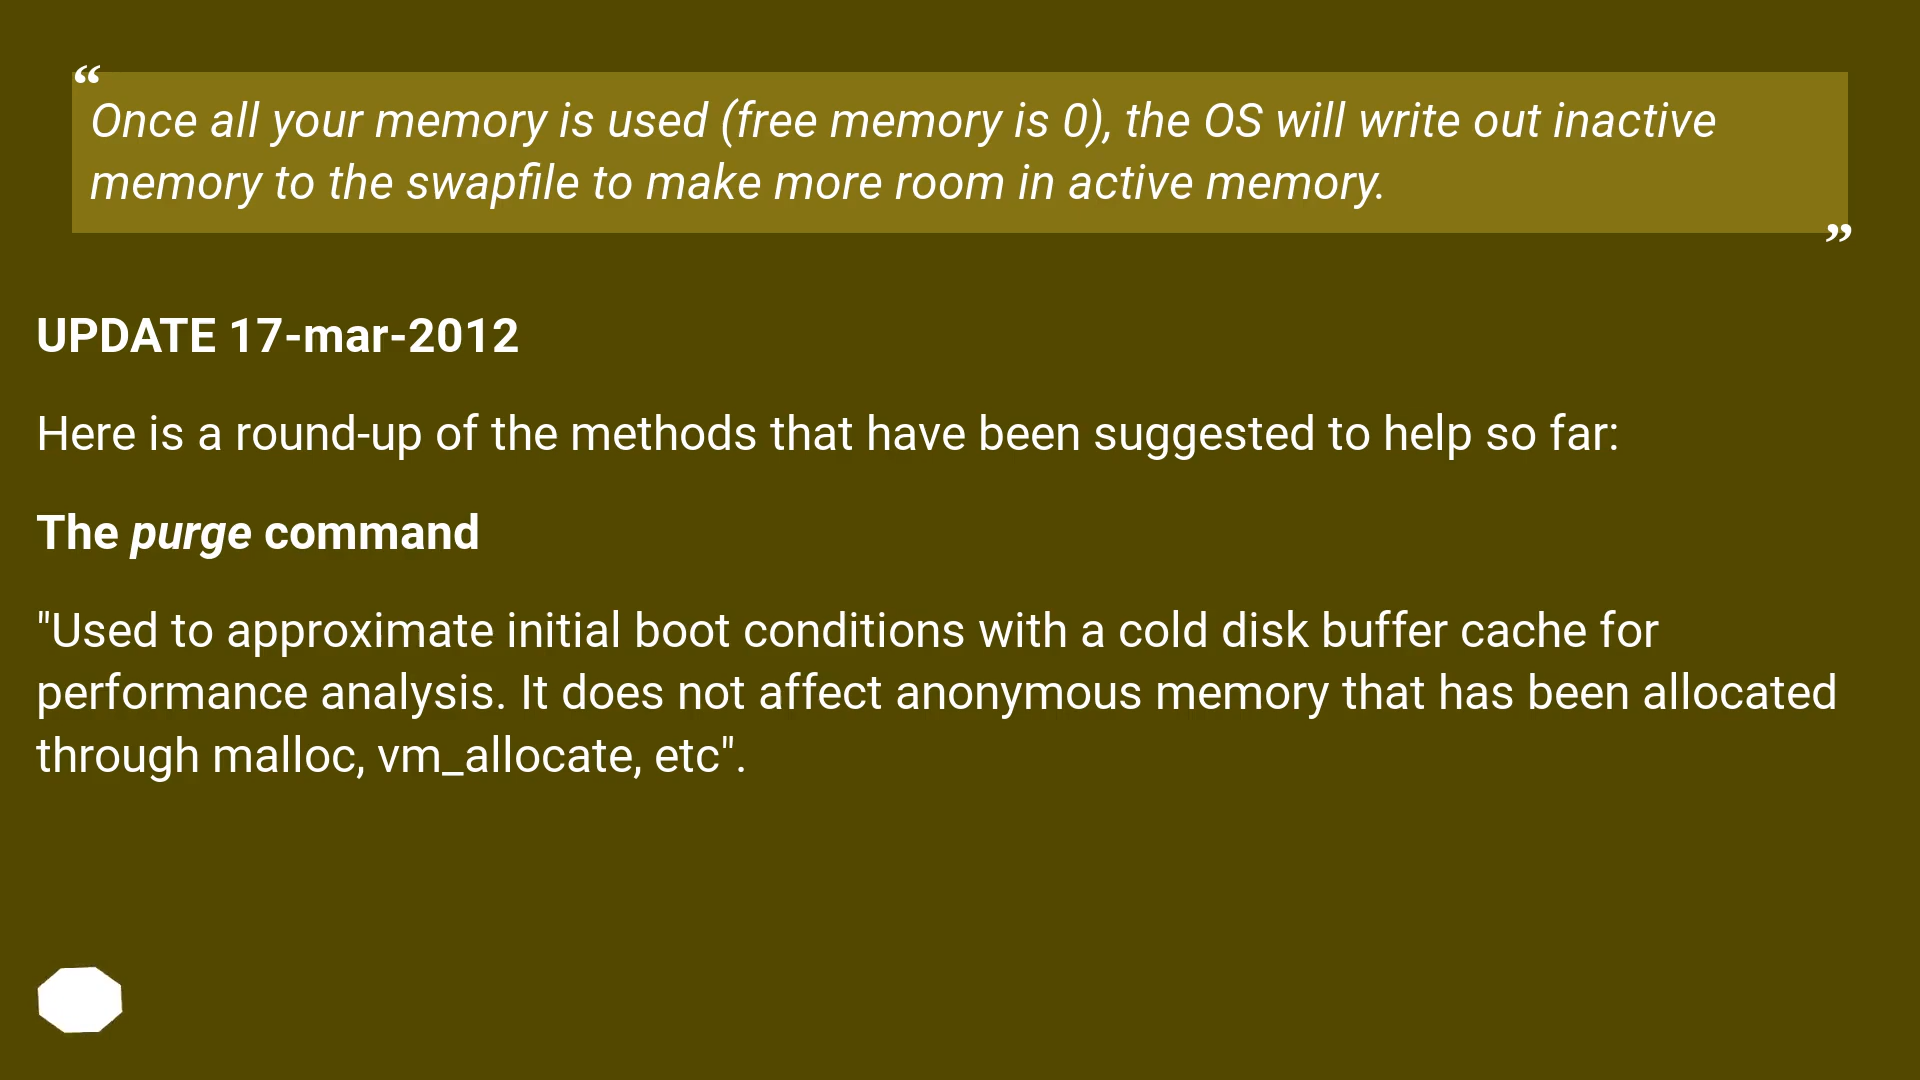 “
Once all your memory is used (free memory is 0), the OS will write out inactive
memory to the swapfile to make more room in active memory.
”
UPDATE 17-mar-2012
Here is a round-up of the methods that have been suggested to help so far:
The purge command
"Used to approximate initial boot conditions with a cold disk buffer cache for
performance analysis. It does not affect anonymous memory that has been allocated
through malloc, vm_allocate, etc".